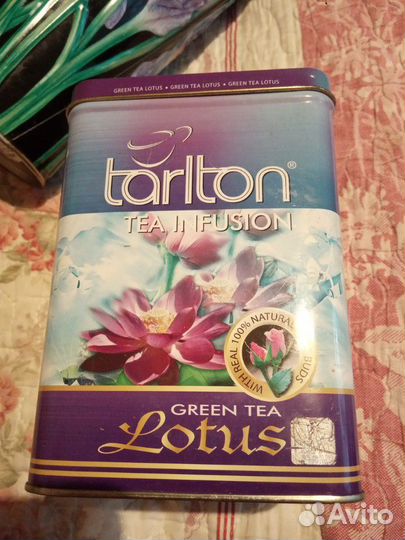 GREEN TEA LOTUS • GREEN TEA LOTUS • GREEN TEA LOTUS
tarlton®
TEA INFUSION
WITH REAL 100% NATURAL BUDS
GREEN TEA
Lotus
Avito